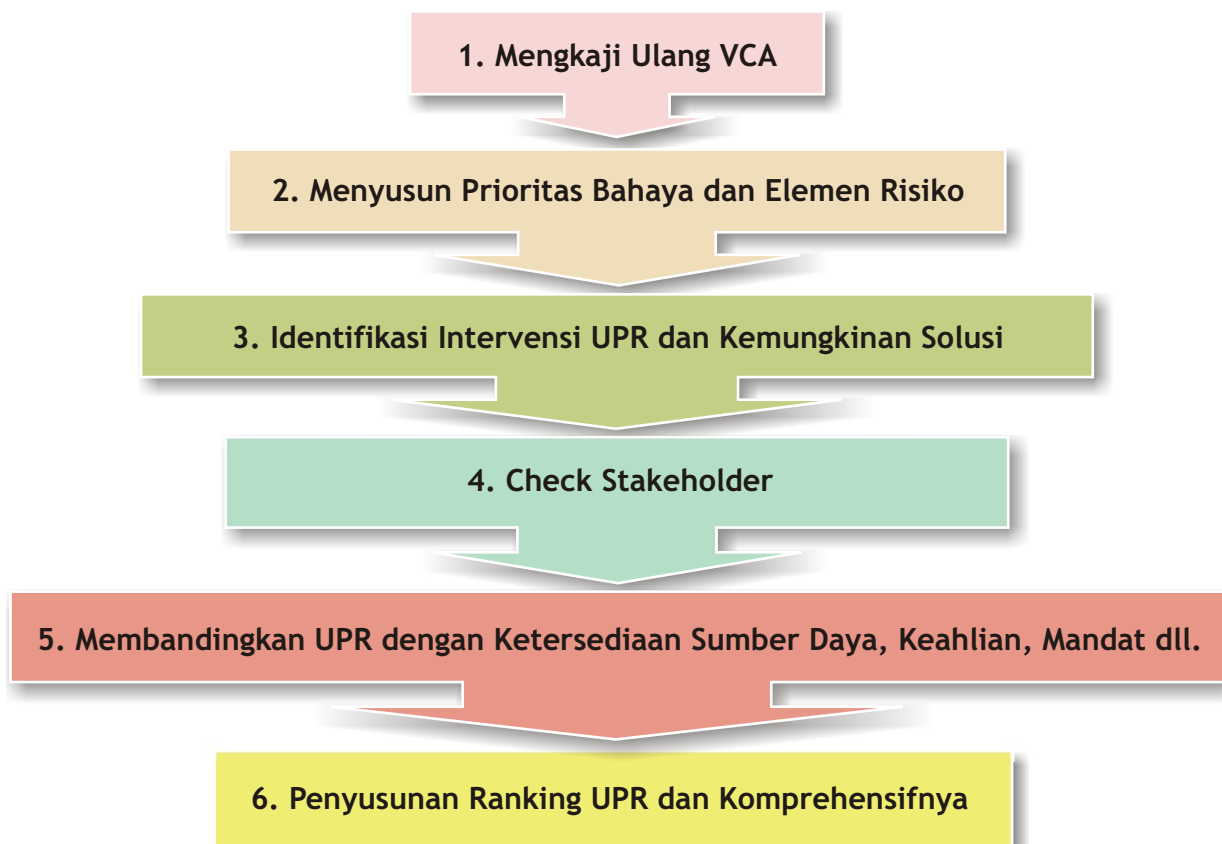 1. Mengkaji Ulang VCA
2. Menyusun Prioritas Bahaya dan Elemen Risiko
3. Identifikasi Intervensi UPR dan Kemungkinan Solusi
4. Check Stakeholder
5. Membandingkan UPR dengan Ketersediaan Sumber Daya, Keahlian, Mandat dll.
6. Penyusunan Ranking UPR dan Komprehensifnya